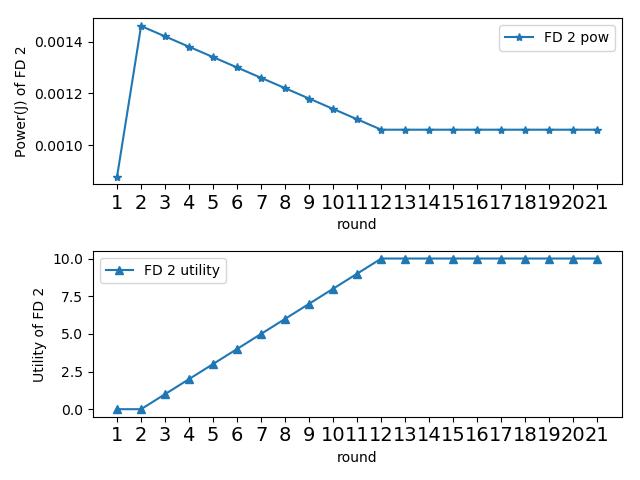 Power(J) of FD 2
0.0014
0.0012
0.0010
FD 2 pow
1 2 3 4 5 6 7 8 9 10 11 12 13 14 15 16 17 18 19 20 21
round
Utility of FD 2
10.0
7.5
5.0
2.5
0.0
FD 2 utility
1 2 3 4 5 6 7 8 9 10 11 12 13 14 15 16 17 18 19 20 21
round